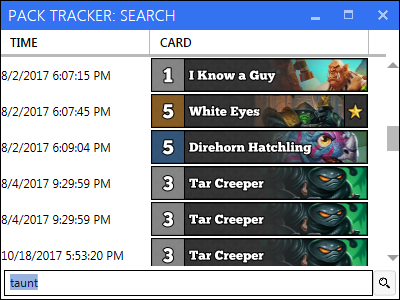 PACK TRACKER: SEARCH
TIME CARD
8/2/2017 6:07:15 PM 1 I Know a Guy
8/2/2017 6:07:45 PM 5 White Eyes
8/2/2017 6:09:04 PM 5 Direhorn Hatchling
8/4/2017 9:29:59 PM 3 Tar Creeper
8/4/2017 9:29:59 PM 3 Tar Creeper
10/18/2017 5:53:20 PM 3 Tar Creeper
taunt